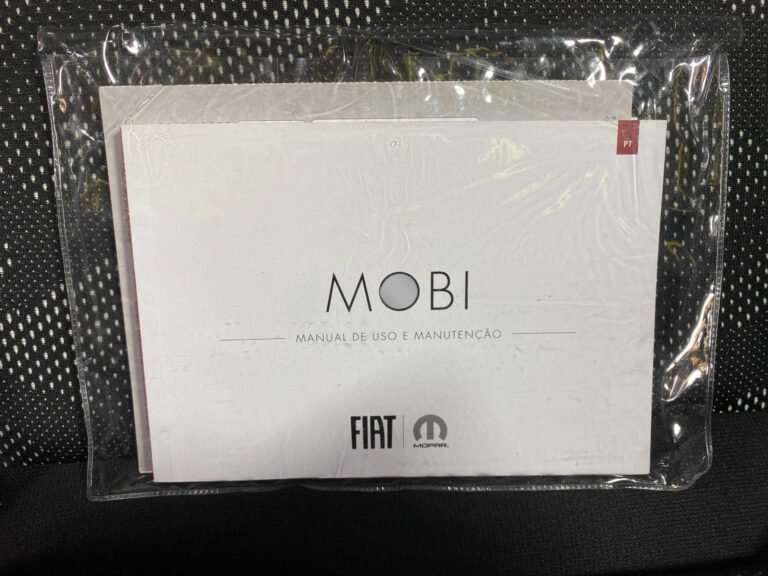 PT
MOBI
MANUAL DE USO E MANUTENÇÃO
FIAT
MOPAR.